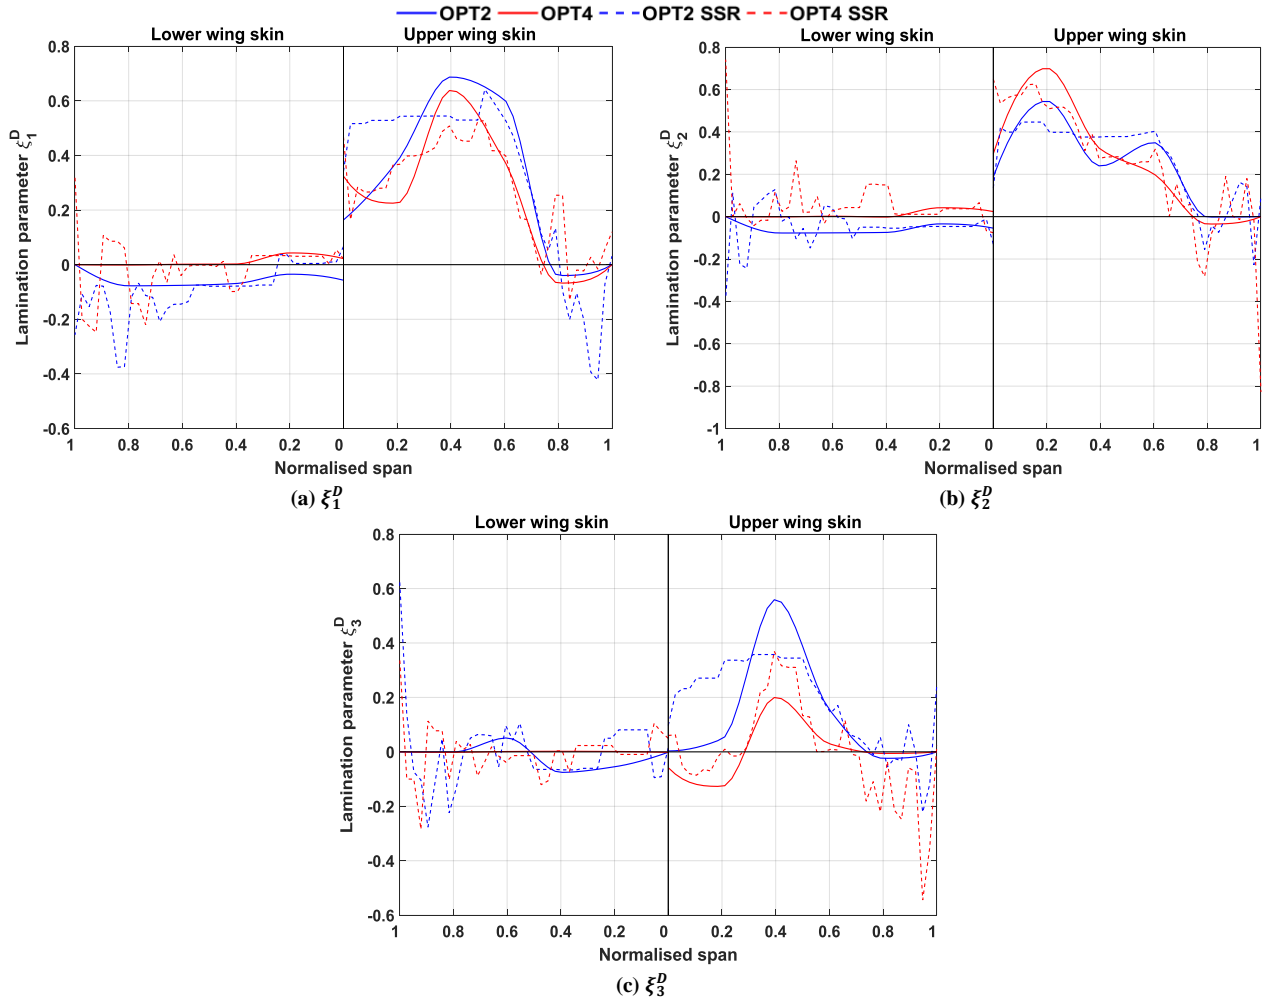 OPT2 OPT4 OPT2 SSR OPT4 SSR
Lower wing skin Upper wing skin
0.8
0.6
0.4
0.2
0
-0.2
-0.4
-0.6
Lamination parameter ξ₁ᴰ
1 0.8 0.6 0.4 0.2 0 0.2 0.4 0.6 0.8 1
Normalised span
(a) ξ₁ᴰ
Lower wing skin Upper wing skin
0.8
0.6
0.4
0.2
0
-0.2
-0.4
-0.6
-0.8
-1
Lamination parameter ξ₂ᴰ
1 0.8 0.6 0.4 0.2 0 0.2 0.4 0.6 0.8 1
Normalised span
(b) ξ₂ᴰ
Lower wing skin Upper wing skin
0.8
0.6
0.4
0.2
0
-0.2
-0.4
-0.6
Lamination parameter ξ₃ᴰ
1 0.8 0.6 0.4 0.2 0 0.2 0.4 0.6 0.8 1
Normalised span
(c) ξ₃ᴰ